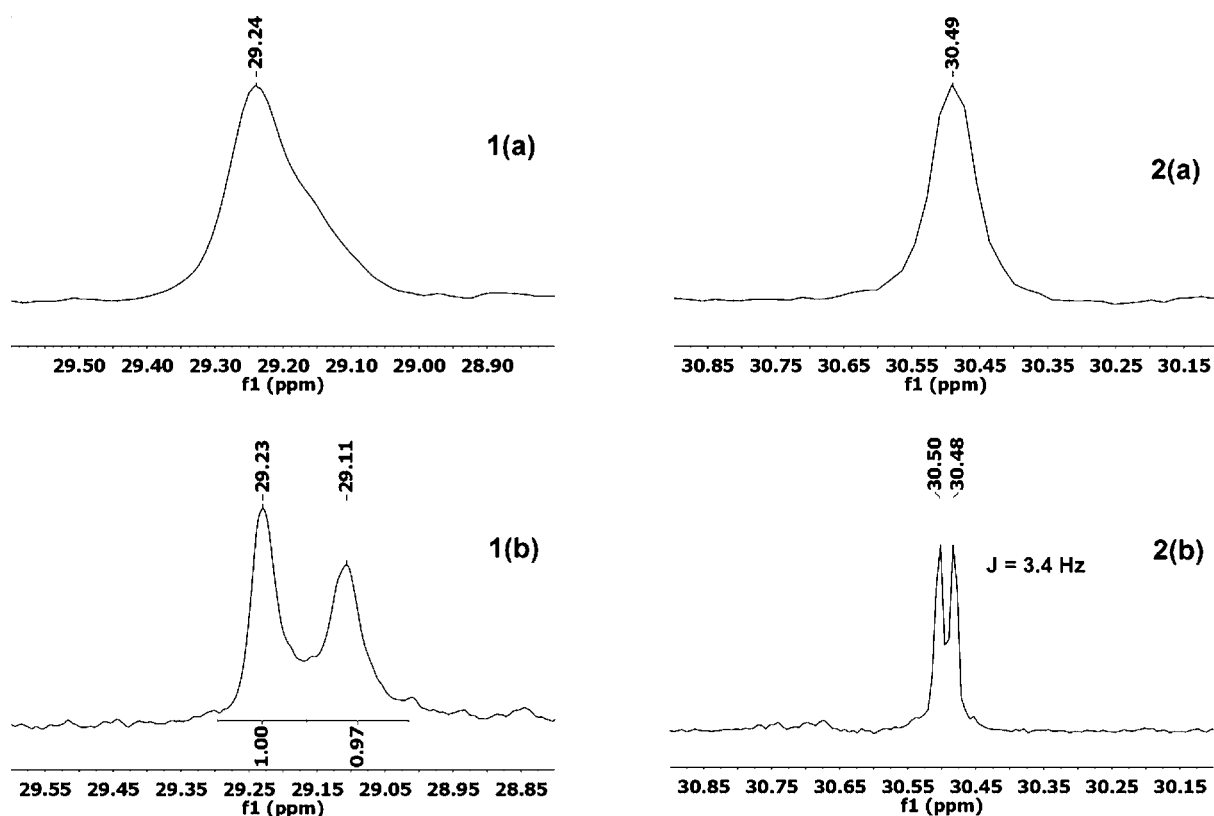 29.24
1(a)
29.50 29.40 29.30 29.20 29.10 29.00 28.90
f1 (ppm)
30.49
2(a)
30.85 30.75 30.65 30.55 30.45 30.35 30.25 30.15
f1 (ppm)
29.23
29.11
1(b)
1.00
0.97
29.55 29.45 29.35 29.25 29.15 29.05 28.95 28.85
f1 (ppm)
30.50
30.48
J = 3.4 Hz
2(b)
30.85 30.75 30.65 30.55 30.45 30.35 30.25 30.15
f1 (ppm)